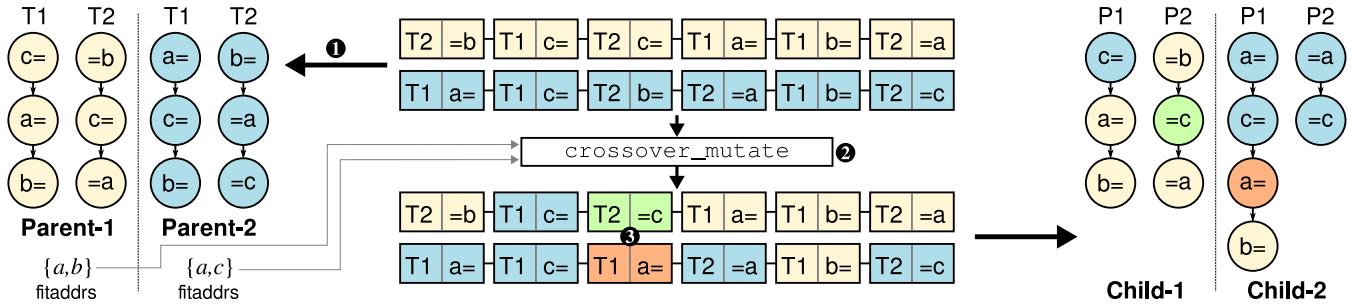 T1 T2 T1 T2
c= =b a= b=
a= c= c= =a
b= =a b= =c
Parent-1 Parent-2
{a,b} {a,c}
fitaddrs fitaddrs
❶
T2 =b T1 c= T2 c= T1 a= T1 b= T2 =a
T1 a= T1 c= T2 b= T2 =a T1 b= T2 =c
crossover_mutate ❷
T2 =b T1 c= T2 =c T1 a= T1 b= T2 =a
❸
T1 a= T1 c= T1 a= T2 =a T1 b= T2 =c
P1 P2 P1 P2
c= =b a= =a
a= =c c= =c
b= =a a=
b=
Child-1 Child-2